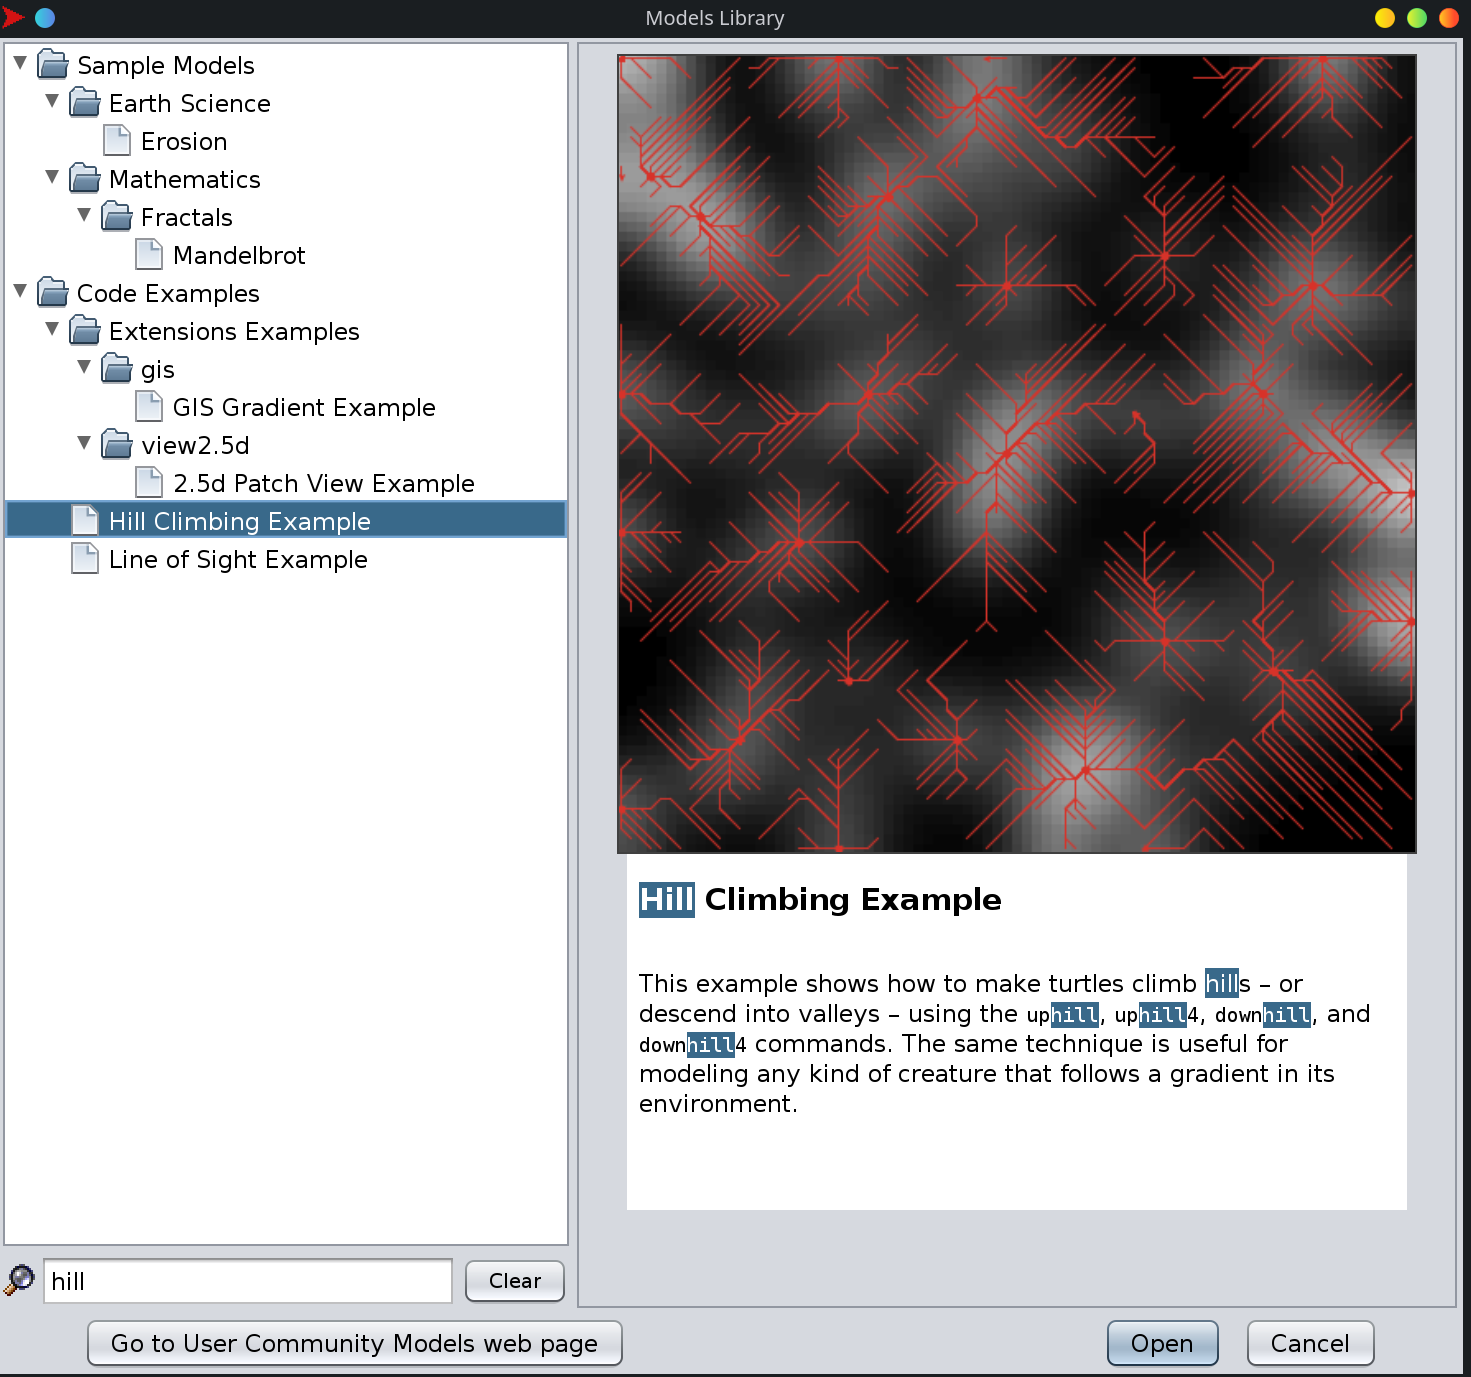 Models Library
Sample Models
Earth Science
Erosion
Mathematics
Fractals
Mandelbrot
Code Examples
Extensions Examples
gis
GIS Gradient Example
view2.5d
2.5d Patch View Example
Hill Climbing Example
Line of Sight Example
hill
Clear
Hill Climbing Example
This example shows how to make turtles climb hills – or
descend into valleys – using the uphill, uphill4, downhill, and
downhill4 commands. The same technique is useful for
modeling any kind of creature that follows a gradient in its
environment.
Go to User Community Models web page
Open
Cancel